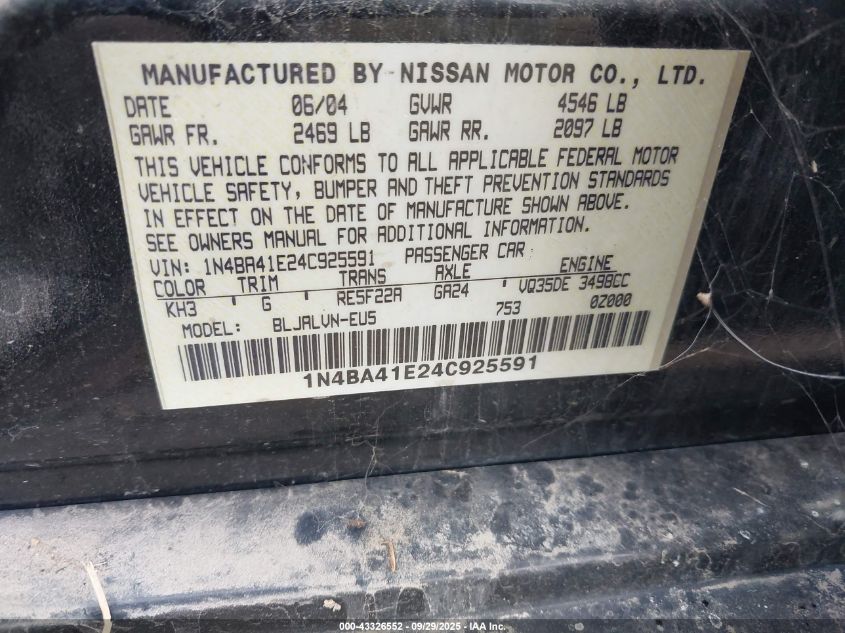 MANUFACTURED BY NISSAN MOTOR CO., LTD.
DATE 06/04 GVWR 4546 LB
GAWR FR. 2469 LB GAWR RR. 2097 LB
THIS VEHICLE CONFORMS TO ALL APPLICABLE FEDERAL MOTOR
VEHICLE SAFETY, BUMPER AND THEFT PREVENTION STANDARDS
IN EFFECT ON THE DATE OF MANUFACTURE SHOWN ABOVE.
SEE OWNERS MANUAL FOR ADDITIONAL INFORMATION.
VIN: 1N4BA41E24C925591 PASSENGER CAR
COLOR TRIM TRANS AXLE ENGINE
KH3 G RE5F22A GA24 VQ35DE 3498CC
MODEL: BLJALVN-EUS 753 0Z000
1N4BA41E24C925591
000-43326552 - 09/29/2025 - IAA Inc.